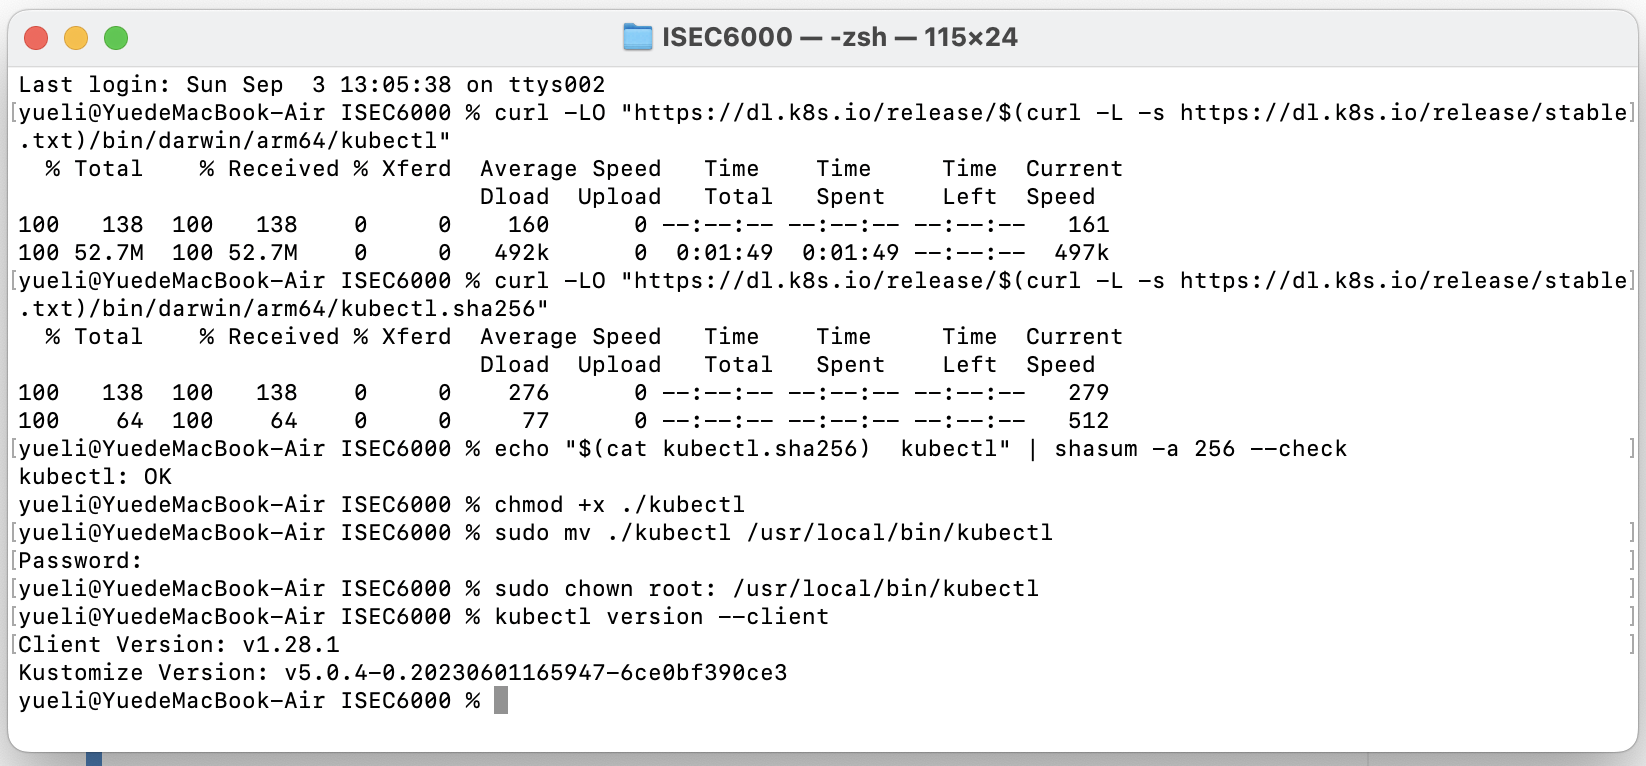 ISEC6000 — -zsh — 115×24
Last login: Sun Sep  3 13:05:38 on ttys002
[yueli@YuedeMacBook-Air ISEC6000 % curl -LO "https://dl.k8s.io/release/$(curl -L -s https://dl.k8s.io/release/stable]
.txt)/bin/darwin/arm64/kubectl"
  % Total    % Received % Xferd  Average Speed   Time    Time     Time  Current
                                 Dload  Upload   Total   Spent    Left  Speed
100   138  100   138    0     0    160      0 --:--:-- --:--:-- --:--:--   161
100 52.7M  100 52.7M    0     0   492k      0  0:01:49  0:01:49 --:--:--  497k
[yueli@YuedeMacBook-Air ISEC6000 % curl -LO "https://dl.k8s.io/release/$(curl -L -s https://dl.k8s.io/release/stable]
.txt)/bin/darwin/arm64/kubectl.sha256"
  % Total    % Received % Xferd  Average Speed   Time    Time     Time  Current
                                 Dload  Upload   Total   Spent    Left  Speed
100   138  100   138    0     0    276      0 --:--:-- --:--:-- --:--:--   279
100    64  100    64    0     0     77      0 --:--:-- --:--:-- --:--:--   512
[yueli@YuedeMacBook-Air ISEC6000 % echo "$(cat kubectl.sha256)  kubectl" | shasum -a 256 --check ]
kubectl: OK
yueli@YuedeMacBook-Air ISEC6000 % chmod +x ./kubectl
[yueli@YuedeMacBook-Air ISEC6000 % sudo mv ./kubectl /usr/local/bin/kubectl ]
[Password: ]
[yueli@YuedeMacBook-Air ISEC6000 % sudo chown root: /usr/local/bin/kubectl ]
[yueli@YuedeMacBook-Air ISEC6000 % kubectl version --client ]
[Client Version: v1.28.1 ]
Kustomize Version: v5.0.4-0.20230601165947-6ce0bf390ce3
yueli@YuedeMacBook-Air ISEC6000 %